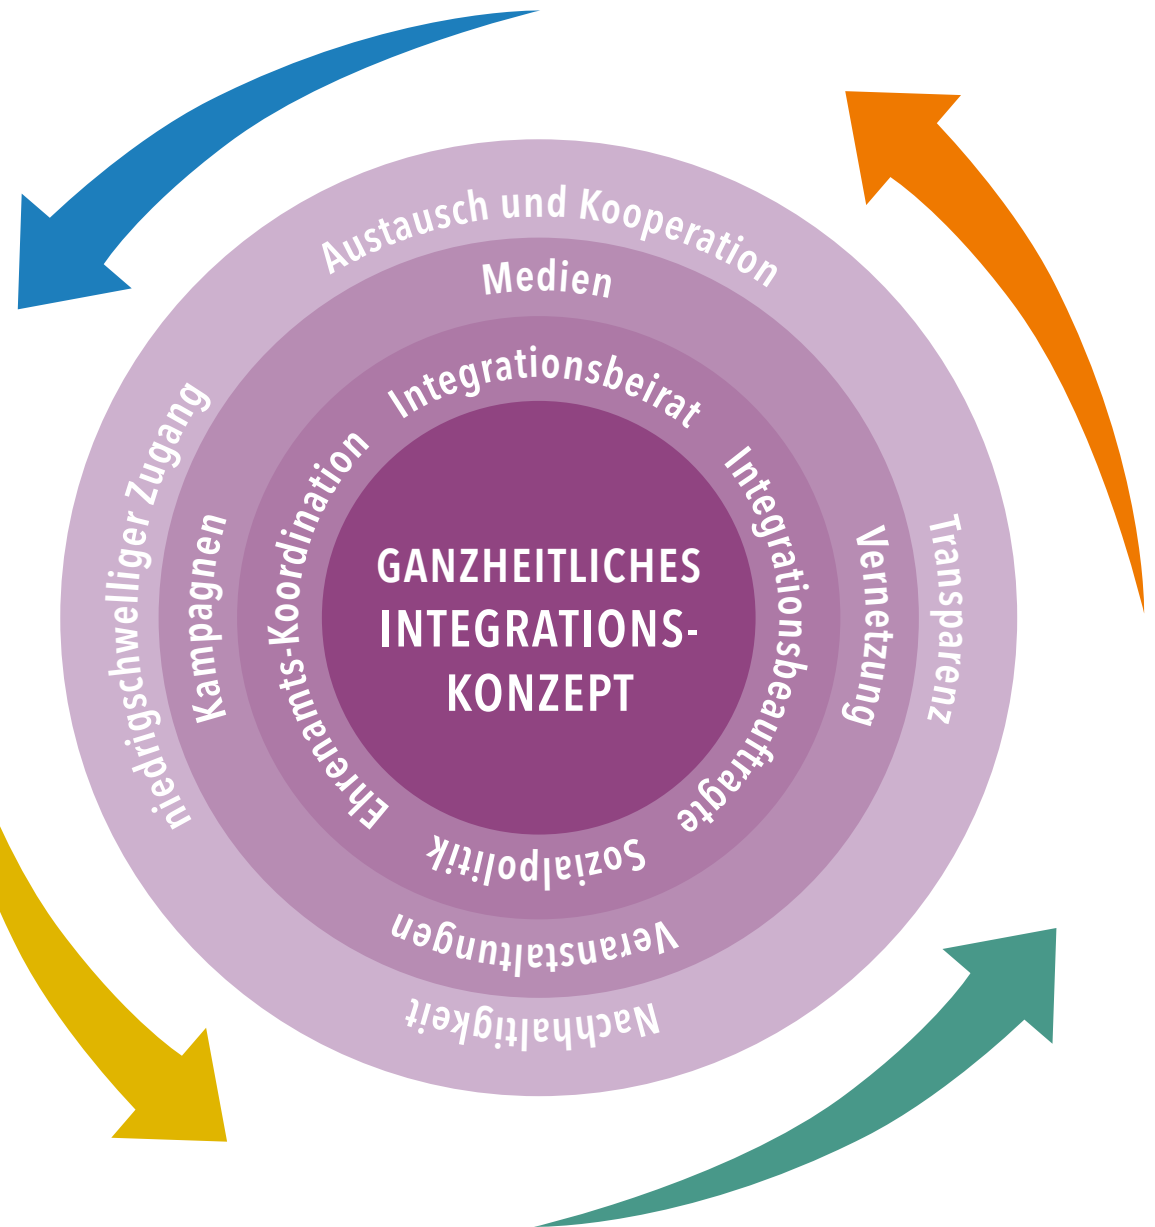 Austausch und Kooperation
Medien
Integrationsbeirat
niedrigschwelliger Zugang
Kampagnen
Ehrenamts-Koordination
GANZHEITLICHES
INTEGRATIONS-
KONZEPT
Integrationsbeauftragte
Vernetzung
Transparenz
Sozialpolitik
Veranstaltungen
Nachhaltigkeit